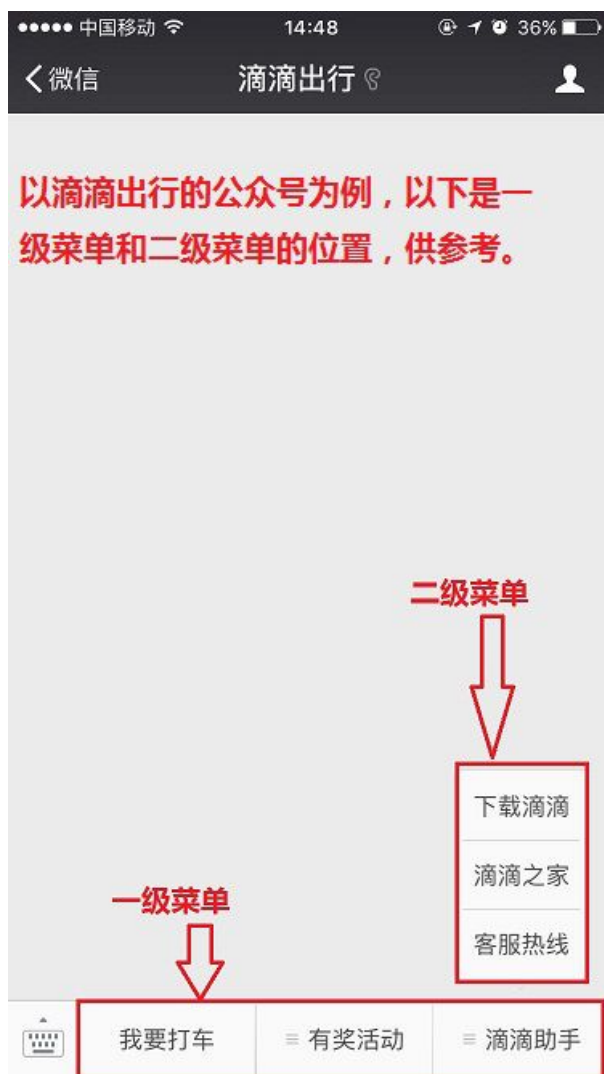 中国移动 14:48 36%
微信 滴滴出行
以滴滴出行的公众号为例，以下是一
级菜单和二级菜单的位置，供参考。
二级菜单
下载滴滴
滴滴之家
客服热线
一级菜单
我要打车 有奖活动 滴滴助手